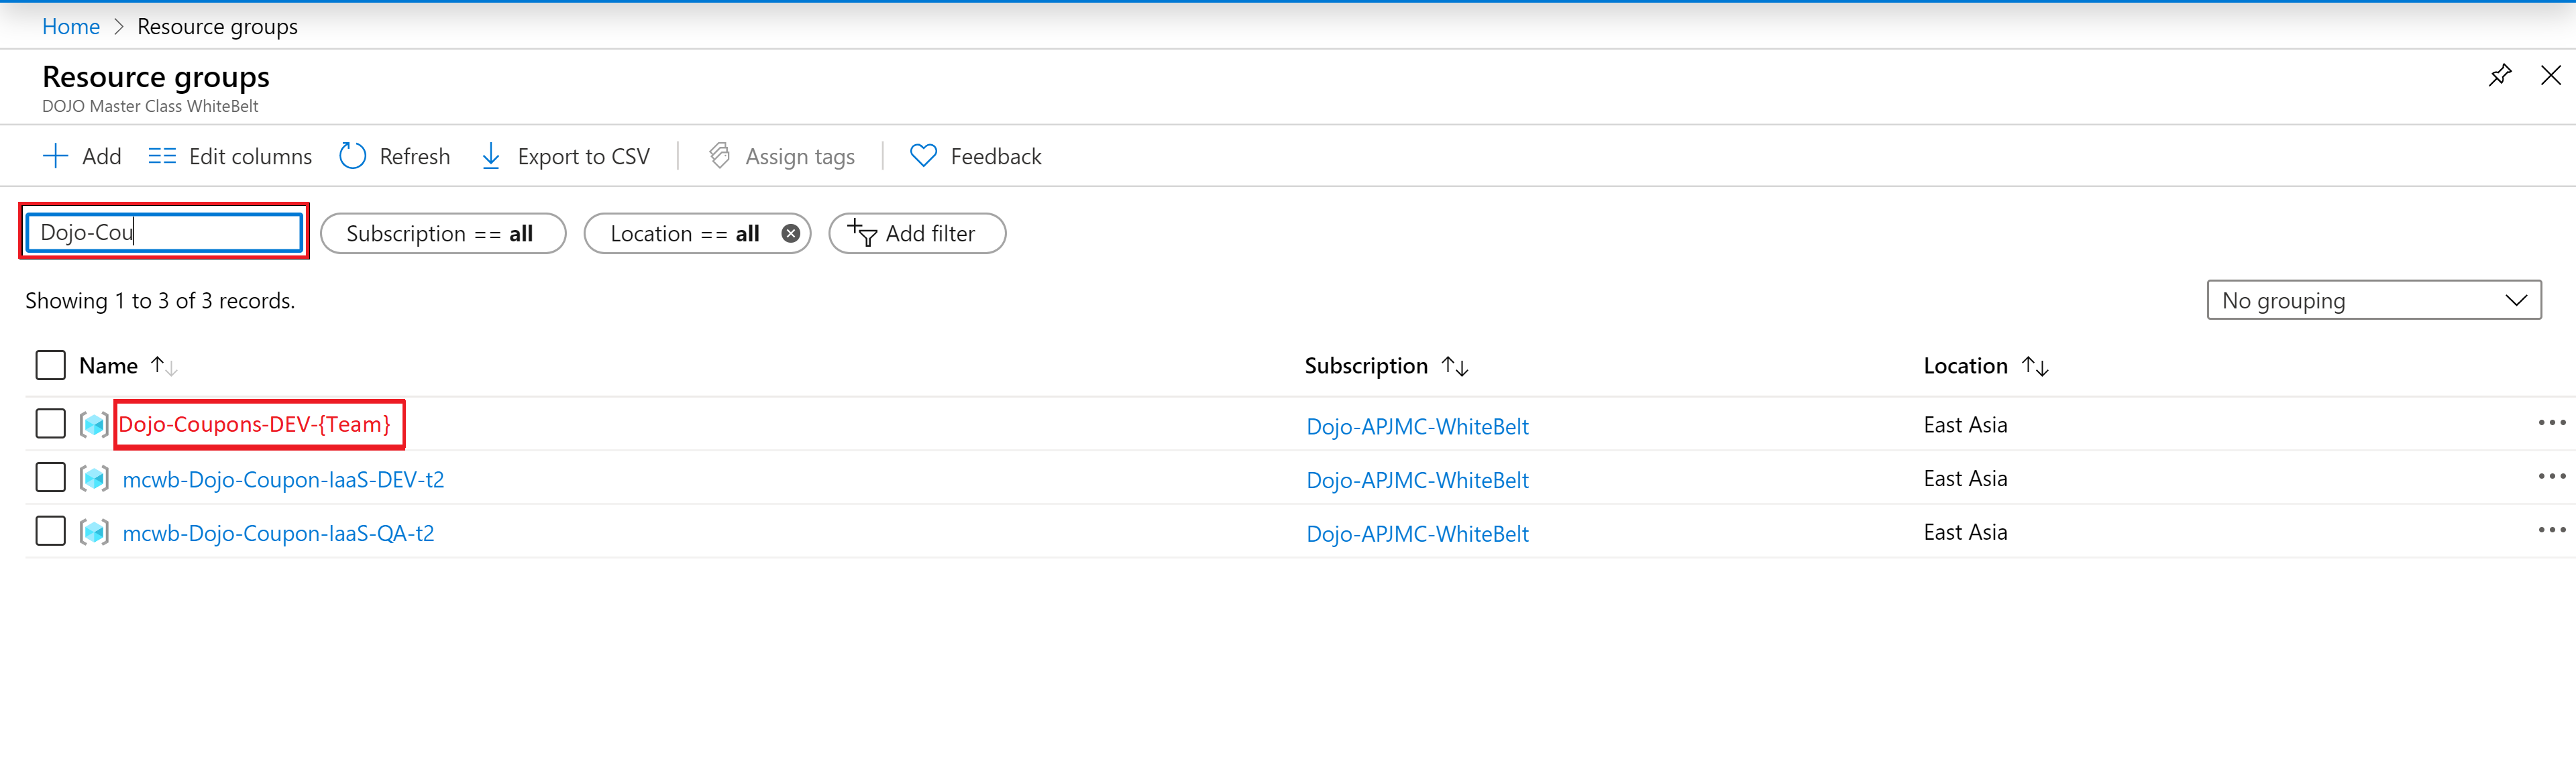 Home > Resource groups
Resource groups
DOJO Master Class WhiteBelt
Add Edit columns Refresh Export to CSV Assign tags Feedback
Dojo-Cou Subscription == all Location == all Add filter
Showing 1 to 3 of 3 records. No grouping
Name Subscription Location
Dojo-Coupons-DEV-{Team} Dojo-APJMC-WhiteBelt East Asia
mcwb-Dojo-Coupon-IaaS-DEV-t2 Dojo-APJMC-WhiteBelt East Asia
mcwb-Dojo-Coupon-IaaS-QA-t2 Dojo-APJMC-WhiteBelt East Asia